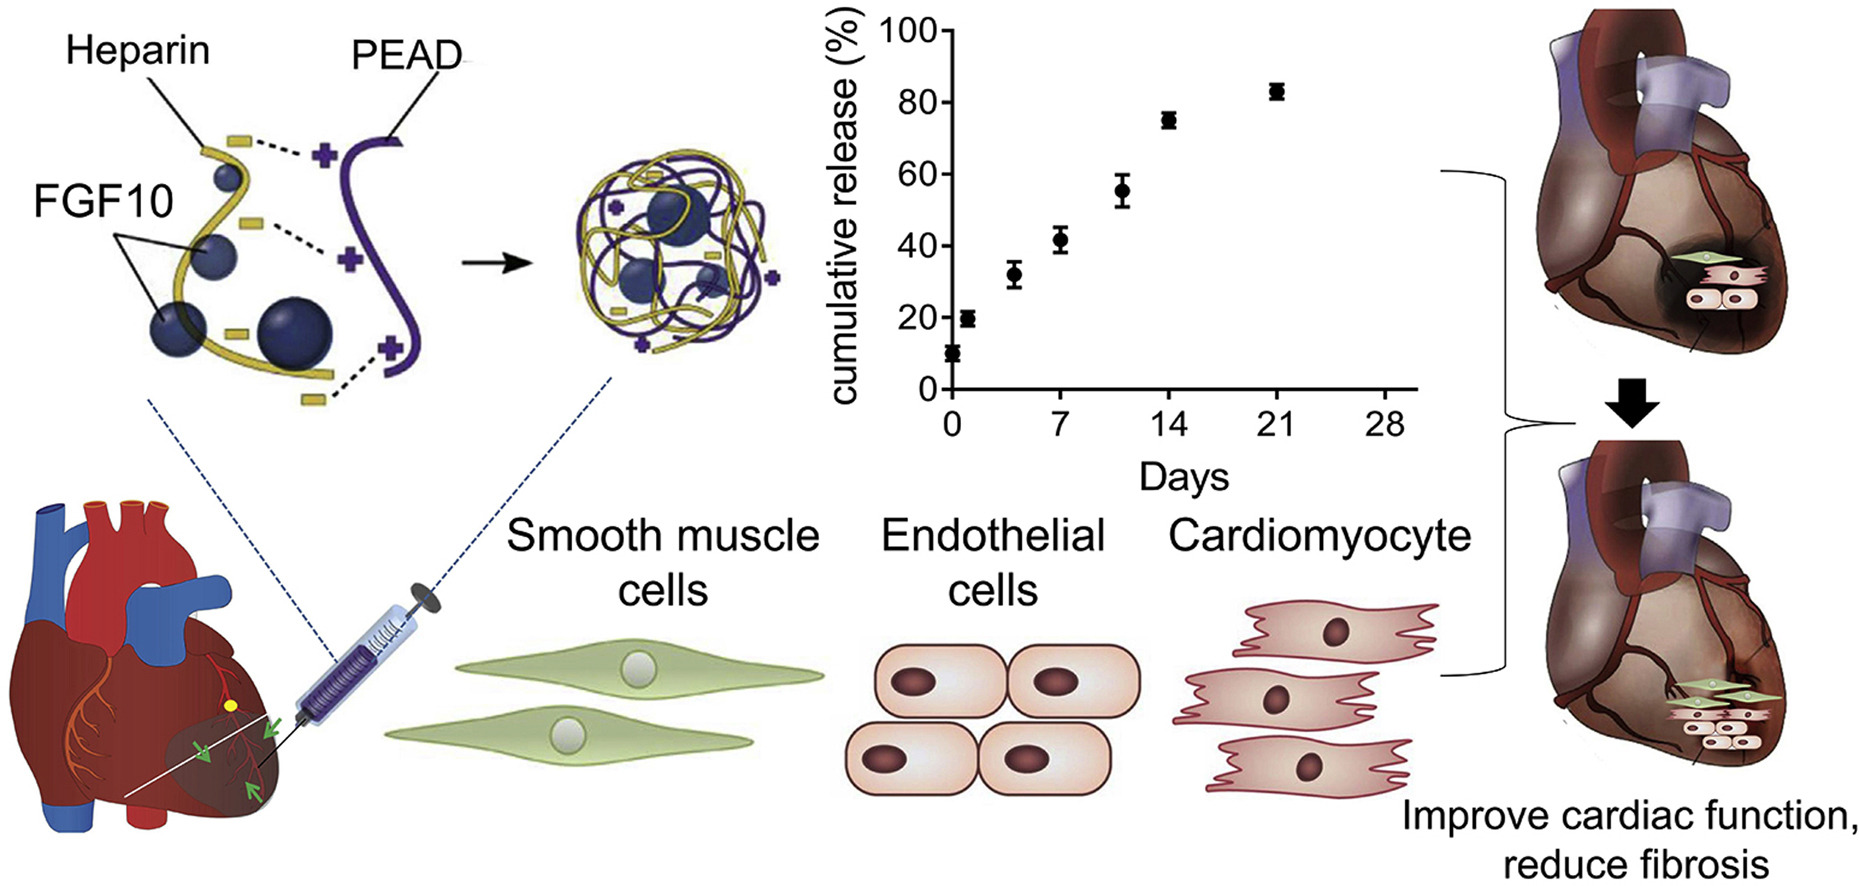 Heparin
PEAD
FGF10
cumulative release (%)
100
80
60
40
20
0
0 7 14 21 28
Days
Smooth muscle
cells
Endothelial
cells
Cardiomyocyte
Improve cardiac function,
reduce fibrosis